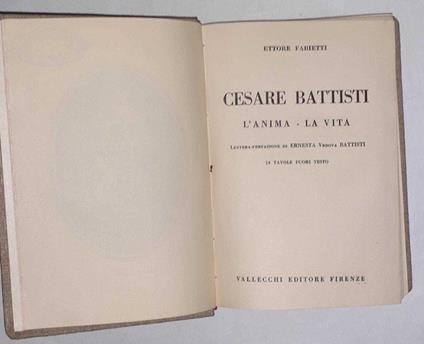 ETTORE FABIETTI
CESARE BATTISTI
L'ANIMA - LA VITA
LETTERA-PREFAZIONE DI ERNESTA VEDOVA BATTISTI
TAVOLE FUORI TESTO
VALLECCHI EDITORE FIRENZE